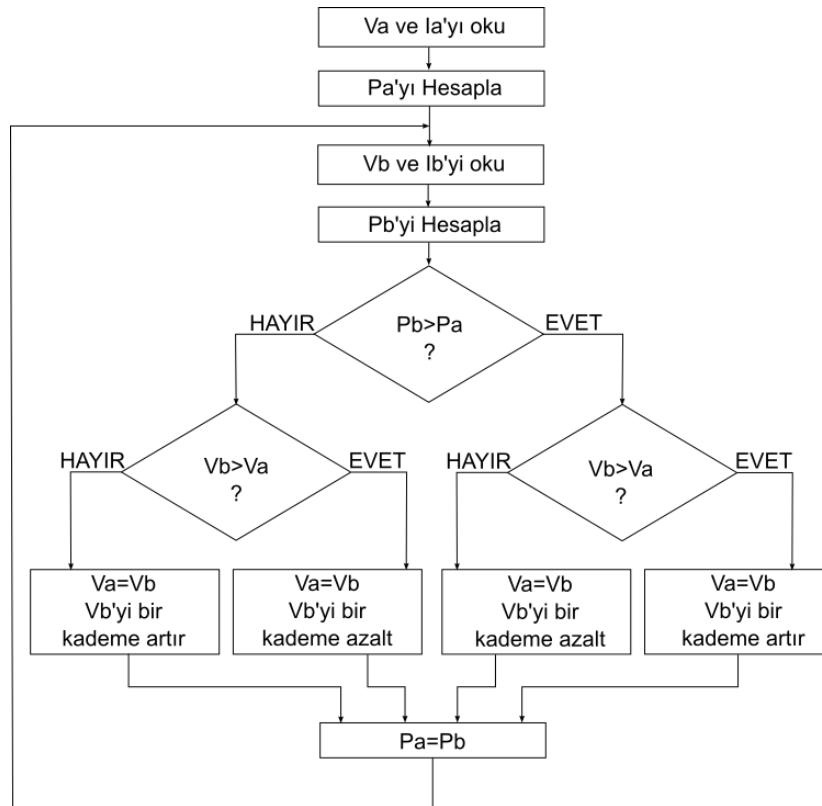 Va ve Ia'yı oku
Pa'yı Hesapla
Vb ve Ib'yi oku
Pb'yi Hesapla
Pb>Pa
?
HAYIR
EVET
Vb>Va
?
HAYIR
EVET
Vb>Va
?
HAYIR
EVET
Va=Vb
Vb'yi bir
kademe artır
Va=Vb
Vb'yi bir
kademe azalt
Va=Vb
Vb'yi bir
kademe azalt
Va=Vb
Vb'yi bir
kademe artır
Pa=Pb